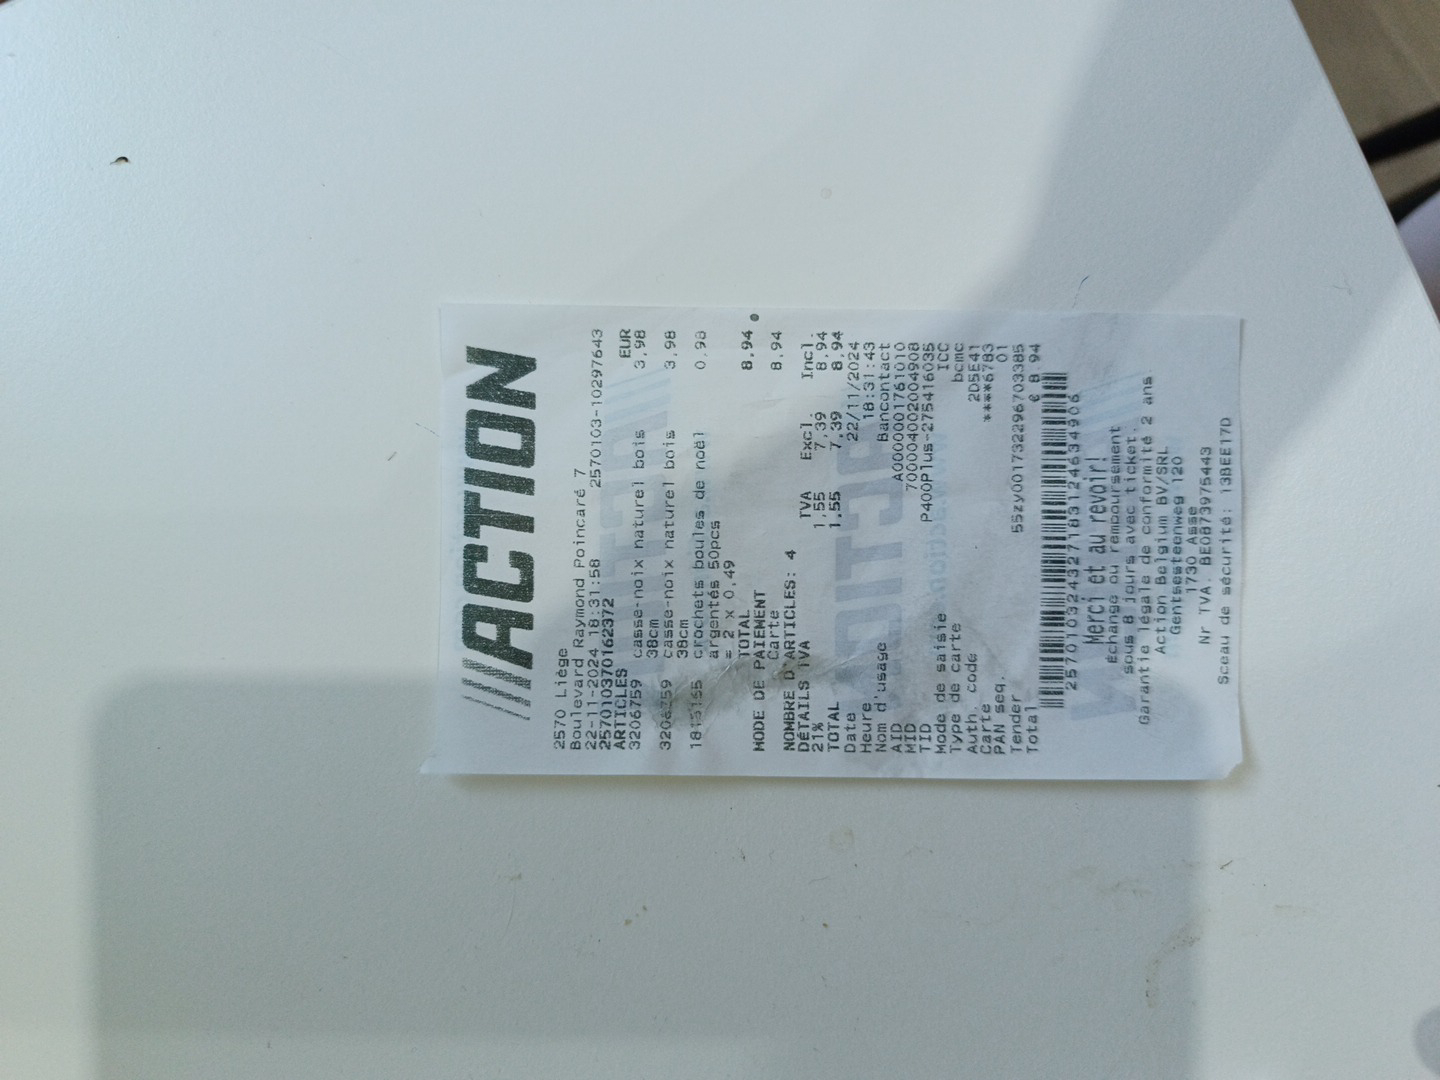 ///ACTION
2570 Liège
Boulevard Raymond Poincaré 7
22-11-2024 18:31:58 2570103-10297643
2570103701623​72
ARTICLES EUR
3206759 casse-noix naturel bois 3,98
38cm
3206759 casse-noix naturel bois 3,98
38cm
crochets boules de noël 0,98
argentés 50pcs
= 2 x 0,49
TOTAL 8,94
MODE DE PAIEMENT
Carte 8,94
NOMBRE D'ARTICLES: 4
DÉTAILS TVA TVA Excl. Incl.
21% 1,55 7,39 8,94
TOTAL 1,55 7,39 8,94
Date 22/11/2024
Heure 18:31:43
Nom d'usage Bancontact
AID A0000001761010
MID 70004002004908
TID P400Plus-275416035
Mode de saisie ICC
Type de carte bcmc
Auth. code 2D5E41
Carte ****6783
PAN seq. 01
Tender 55zy001732296703385
Total € 8,94
257010324327183124634906
Merci et au revoir!
Échange ou remboursement
sous 8 jours avec ticket.
Garantie légale de conformité 2 ans
Action Belgium BV/SRL
Gentsesteenweg 120
1730 Asse
Nr TVA: BE0873975443
Sceau de sécurité: 13BEE17D